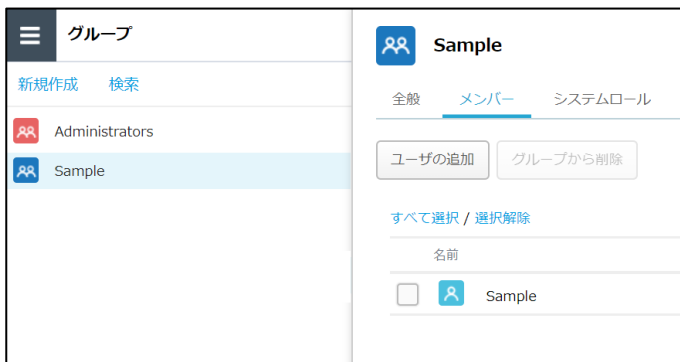 グループ
新規作成 検索
Administrators
Sample
Sample
全般 メンバー システムロール
ユーザの追加 グループから削除
すべて選択 / 選択解除
名前
Sample